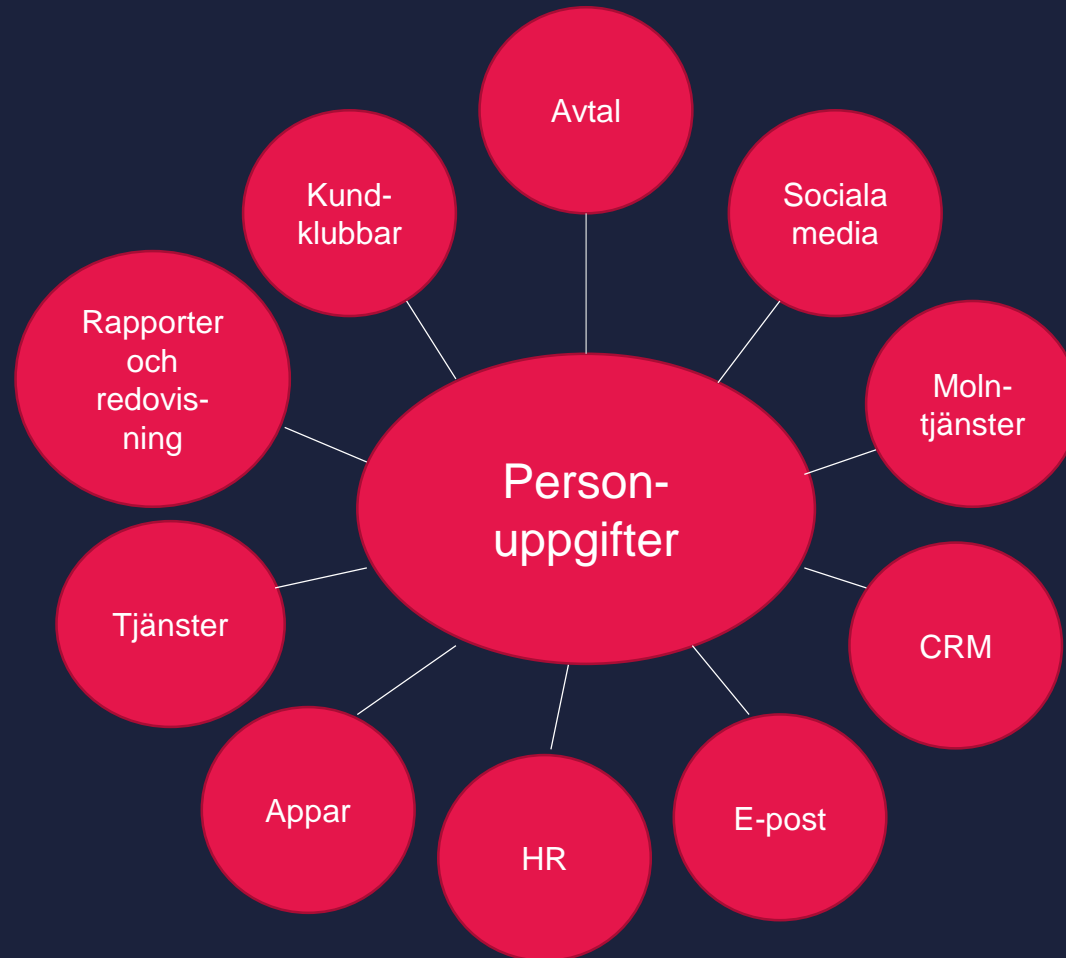 Avtal
Kund-
klubbar
Sociala
media
Rapporter
och
redovis-
ning
Moln-
tjänster
Person-
uppgifter
Tjänster
CRM
Appar
E-post
HR